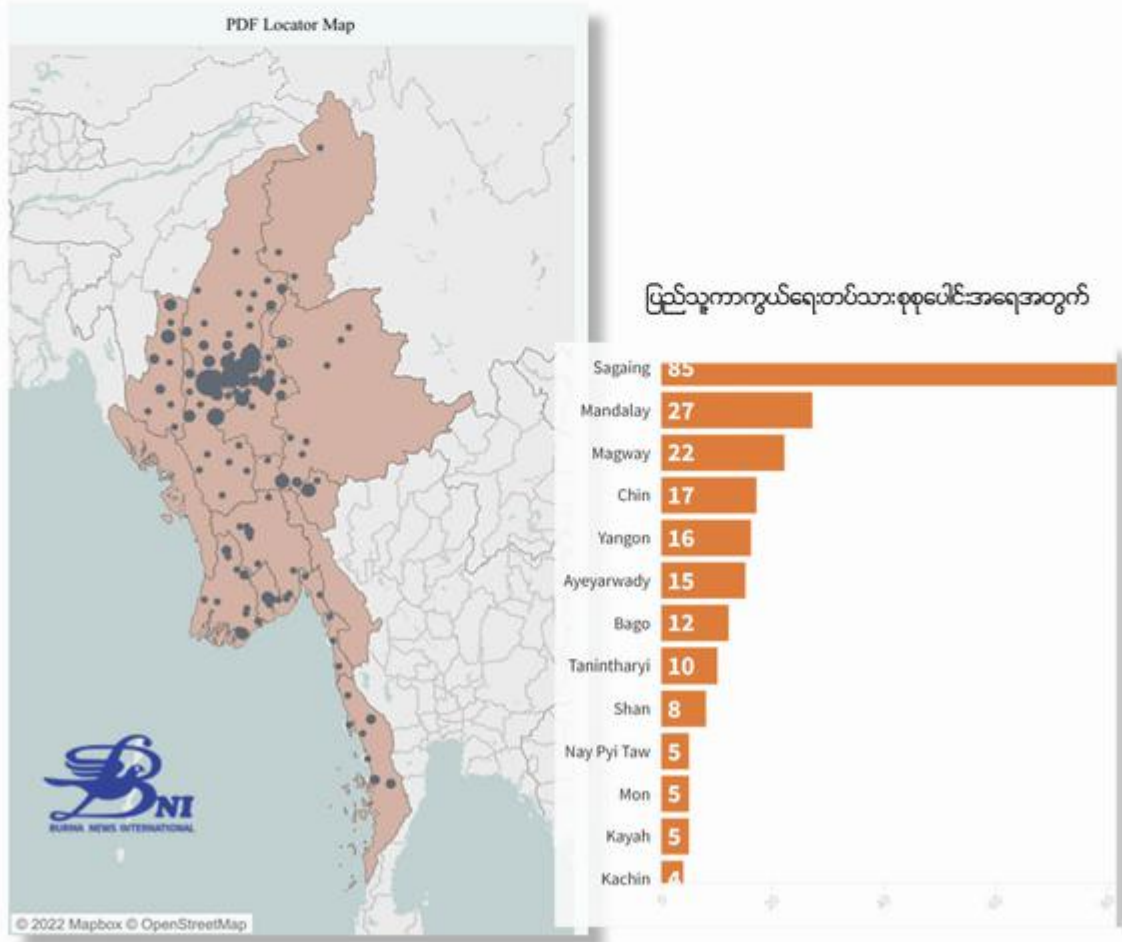 PDF Locator Map
BNI
BURMA NEWS INTERNATIONAL
© 2022 Mapbox © OpenStreetMap
ပြည်သူ့ကာကွယ်ရေးတပ်သားစုစုပေါင်းအရေအတွက်
Sagaing 85
Mandalay 27
Magway 22
Chin 17
Yangon 16
Ayeyarwady 15
Bago 12
Tanintharyi 10
Shan 8
Nay Pyi Taw 5
Mon 5
Kayah 5
Kachin 4